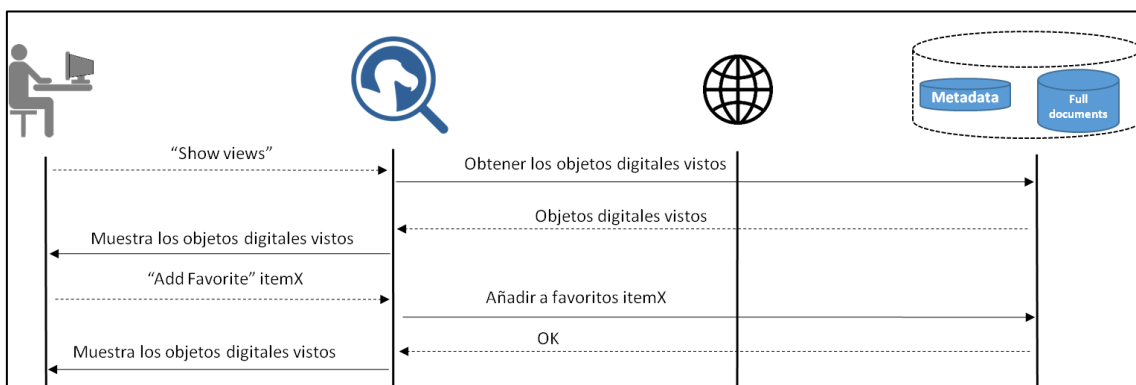 Metadata
Full
documents
“Show views”
Obtener los objetos digitales vistos
Objetos digitales vistos
Muestra los objetos digitales vistos
“Add Favorite” itemX
Añadir a favoritos itemX
OK
Muestra los objetos digitales vistos